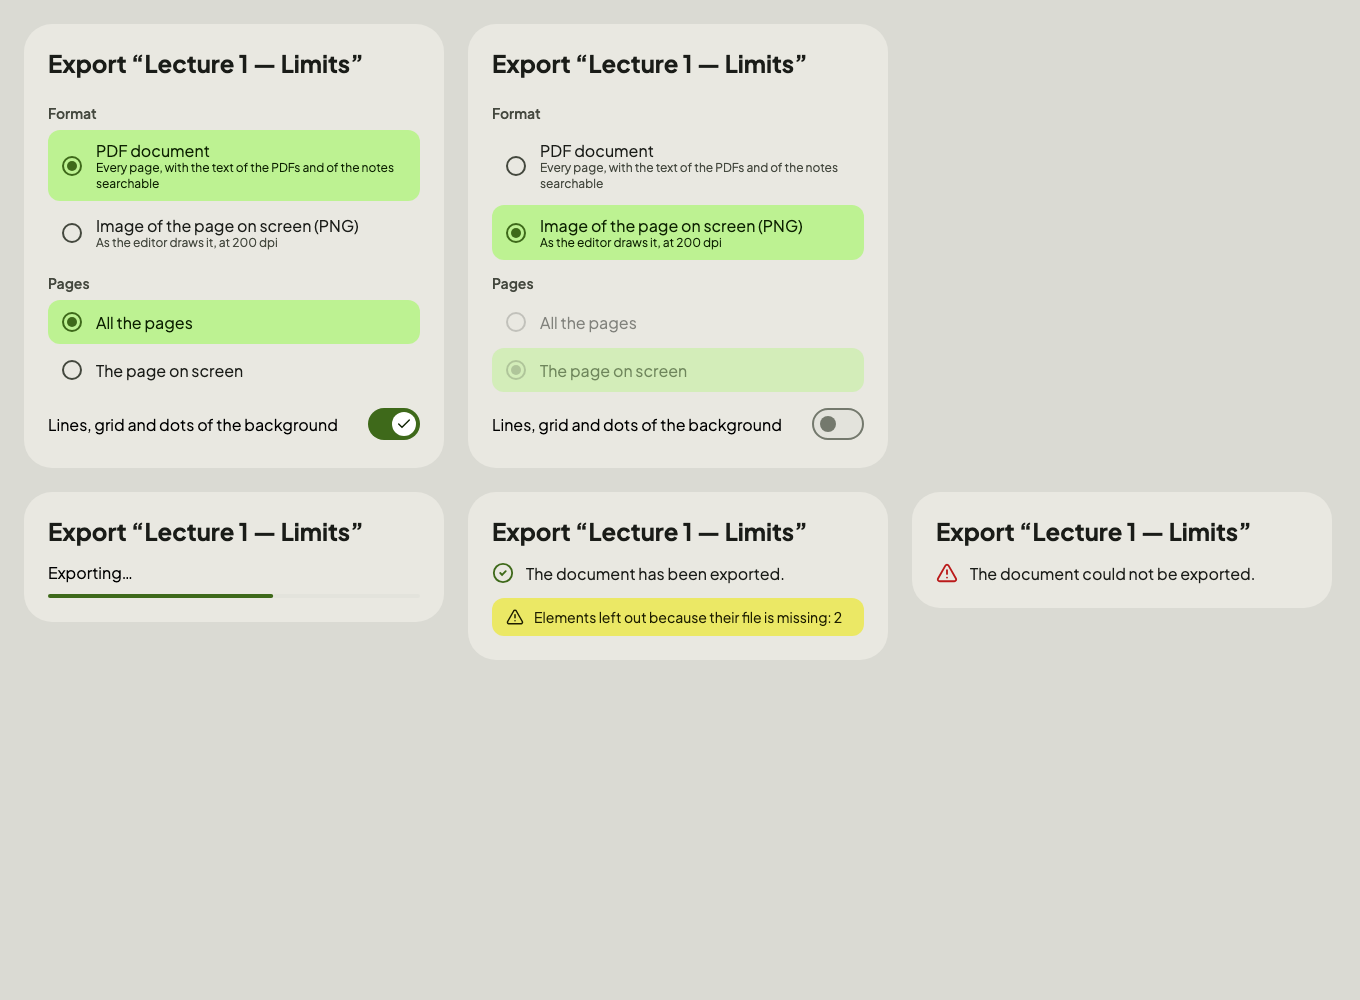 Export “Lecture 1 — Limits”
Format
PDF document
Every page, with the text of the PDFs and of the notes
searchable
Image of the page on screen (PNG)
As the editor draws it, at 200 dpi
Pages
All the pages
The page on screen
Lines, grid and dots of the background
Export “Lecture 1 — Limits”
Format
PDF document
Every page, with the text of the PDFs and of the notes
searchable
Image of the page on screen (PNG)
As the editor draws it, at 200 dpi
Pages
All the pages
The page on screen
Lines, grid and dots of the background
Export “Lecture 1 — Limits”
Exporting…
Export “Lecture 1 — Limits”
The document has been exported.
Elements left out because their file is missing: 2
Export “Lecture 1 — Limits”
The document could not be exported.